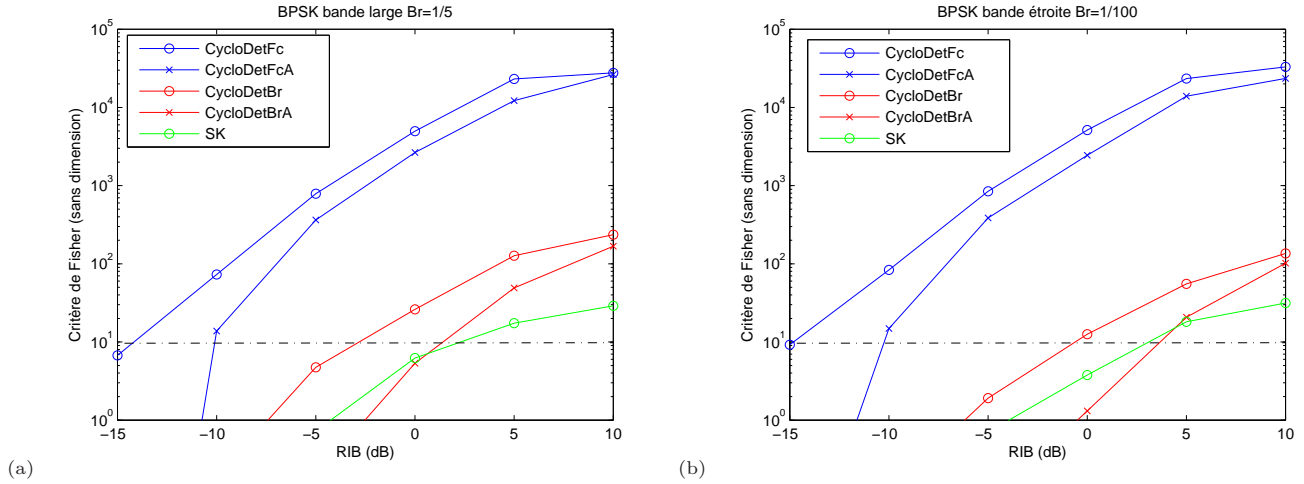 BPSK bande large Br=1/5
10^5
10^4
10^3
10^2
10^1
10^0
Critère de Fisher (sans dimension)
CycloDetFc
CycloDetFcA
CycloDetBr
CycloDetBrA
SK
−15 −10 −5 0 5 10
RIB (dB)
(a)
BPSK bande étroite Br=1/100
10^5
10^4
10^3
10^2
10^1
10^0
Critère de Fisher (sans dimension)
CycloDetFc
CycloDetFcA
CycloDetBr
CycloDetBrA
SK
−15 −10 −5 0 5 10
RIB (dB)
(b)